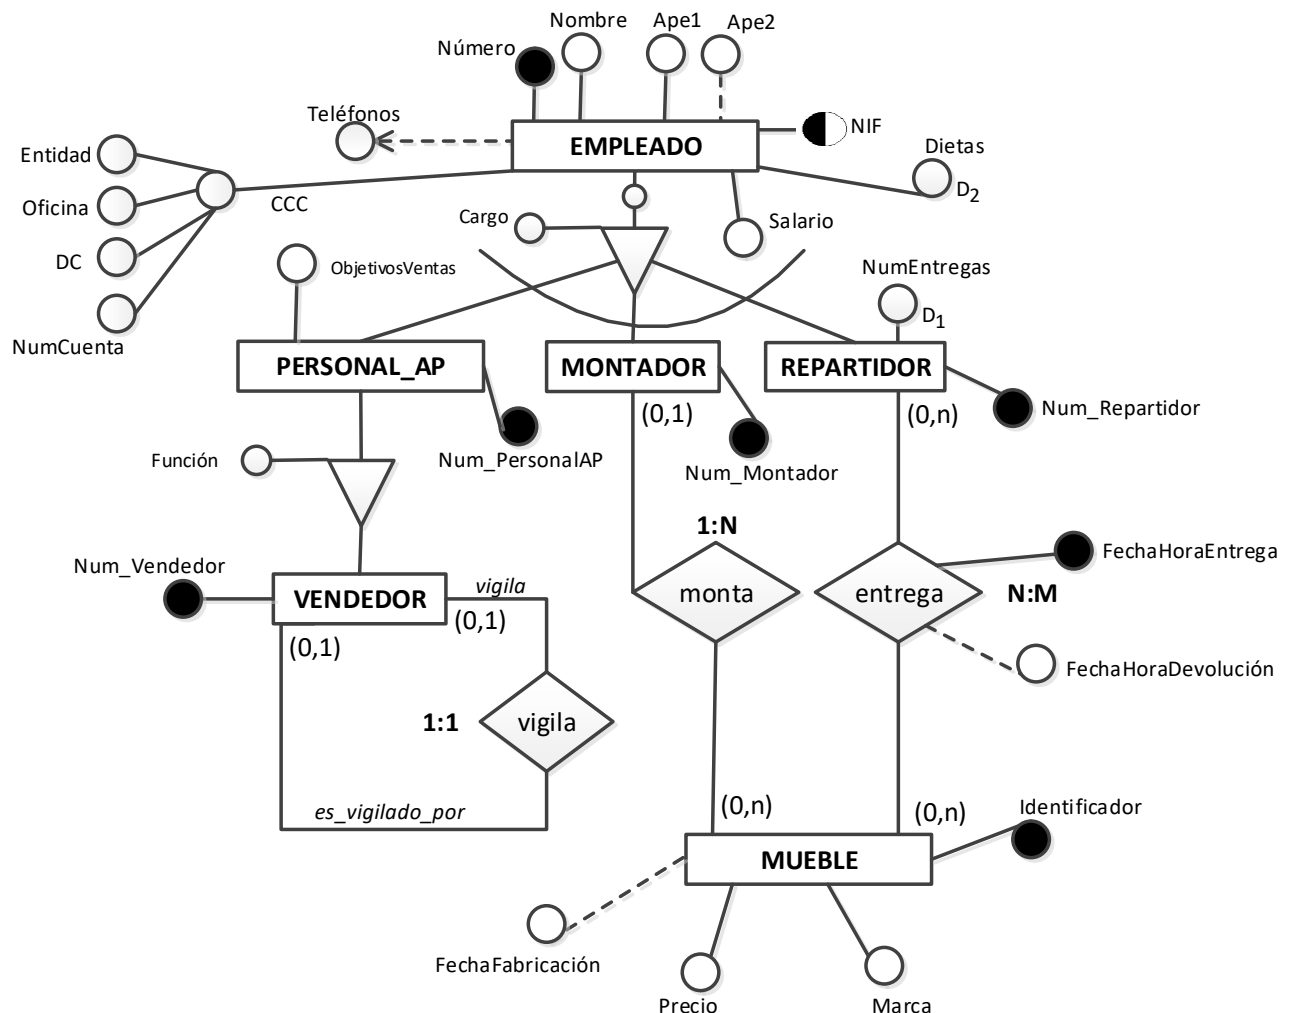 Nombre
Ape1
Ape2
Número
Teléfonos
NIF
EMPLEADO
Entidad
Dietas
D2
Oficina
CCC
Cargo
Salario
DC
ObjetivosVentas
NumEntregas
D1
NumCuenta
PERSONAL_AP
MONTADOR
REPARTIDOR
(0,1)
(0,n)
Num_Repartidor
Función
Num_PersonalAP
Num_Montador
1:N
Num_Vendedor
FechaHoraEntrega
vigila
VENDEDOR
monta
entrega
N:M
(0,1)
(0,1)
FechaHoraDevolución
1:1
vigila
es_vigilado_por
(0,n)
(0,n)
Identificador
MUEBLE
FechaFabricación
Precio
Marca